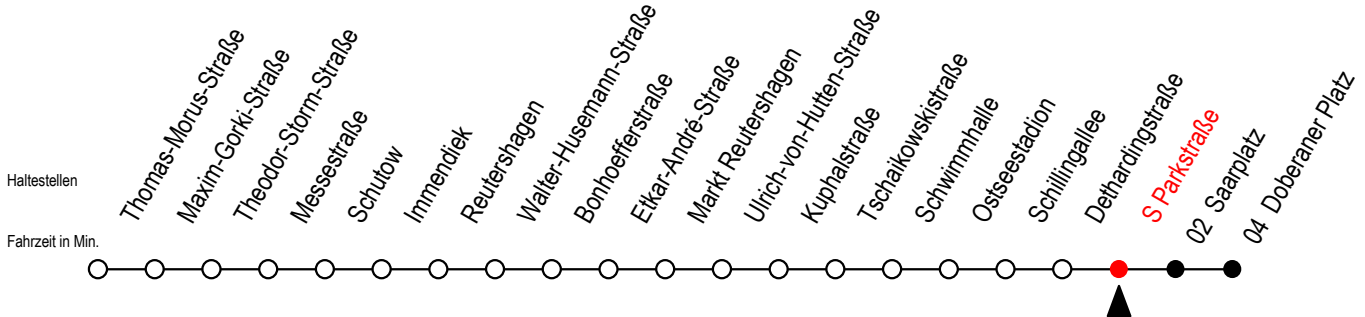 Haltestellen
Fahrzeit in Min.
Thomas-Morus-Straße
Maxim-Gorki-Straße
Theodor-Storm-Straße
Messestraße
Schutow
Immendiek
Reutershagen
Walter-Husemann-Straße
Bonhoefferstraße
Etkar-André-Straße
Markt Reutershagen
Ulrich-von-Hutten-Straße
Kuphalstraße
Tschaikowskistraße
Schwimmhalle
Ostseestadion
Schillingallee
Dethardingstraße
S Parkstraße
02 Saarplatz
04 Doberaner Platz